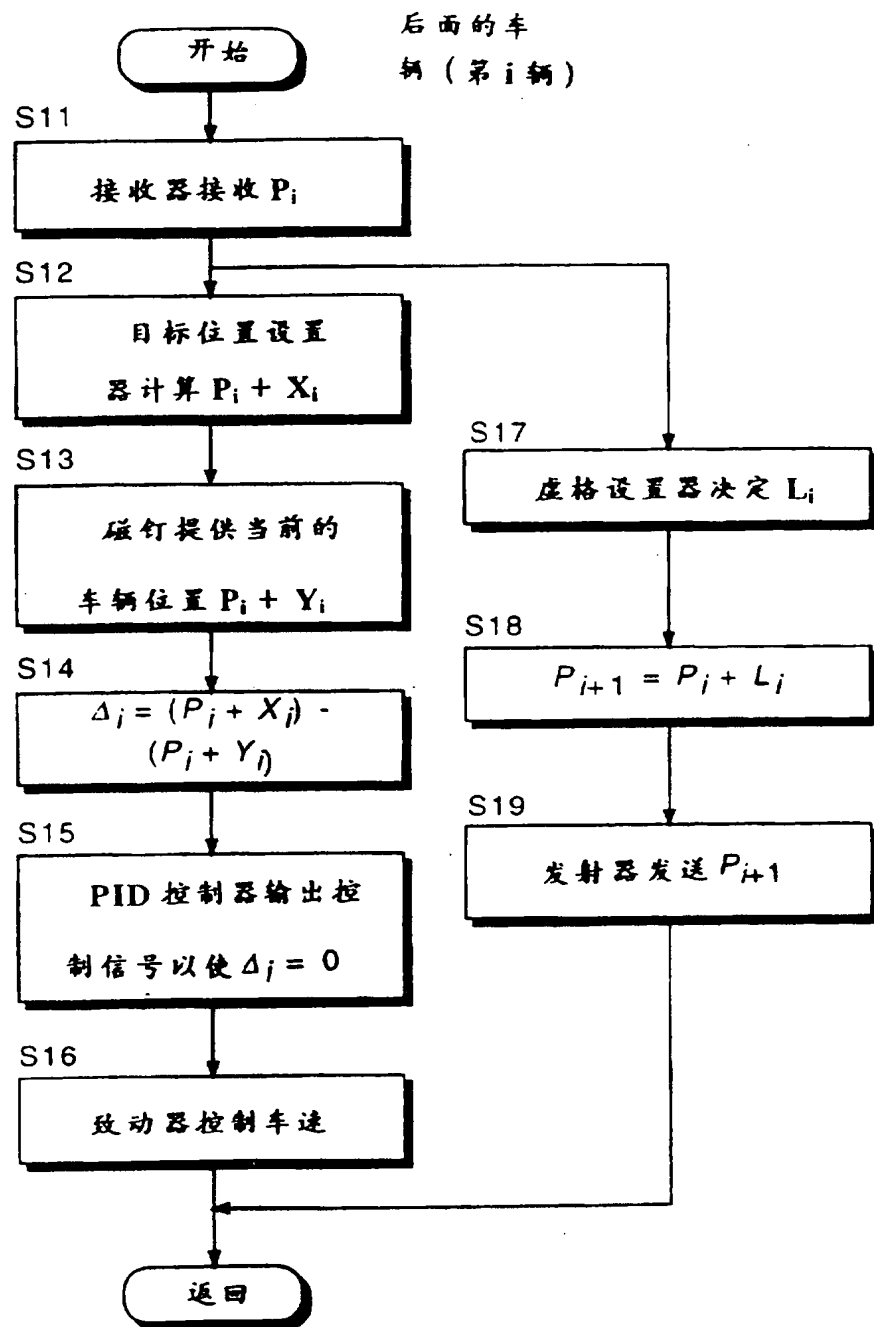 开始
后面的车
辆（第 i 辆）
S11
接收器接收 Pᵢ
S12
目标位置设置
器计算 Pᵢ + Xᵢ
S13
磁钉提供当前的
车辆位置 Pᵢ + Yᵢ
S14
Δᵢ = (Pᵢ + Xᵢ) -
(Pᵢ + Yᵢ)
S15
PID 控制器输出控
制信号以使 Δᵢ = 0
S16
致动器控制车速
S17
虚格设置器决定 Lᵢ
S18
Pᵢ₊₁ = Pᵢ + Lᵢ
S19
发射器发送 Pᵢ₊₁
返回